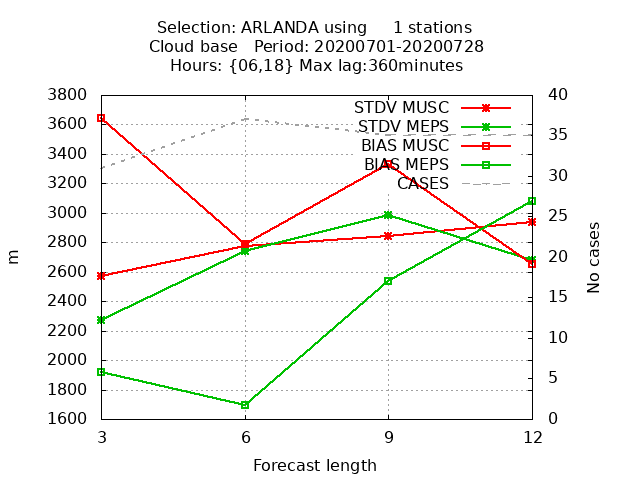 Selection: ARLANDA using     1 stations
Cloud base   Period: 20200701-20200728
Hours: {06,18} Max lag:360minutes
3800
3600
3400
3200
3000
2800
2600
2400
2200
2000
1800
1600
m
STDV MUSC
STDV MEPS
BIAS MUSC
BIAS MEPS
CASES
40
35
30
25
20
15
10
5
0
No cases
3 6 9 12
Forecast length